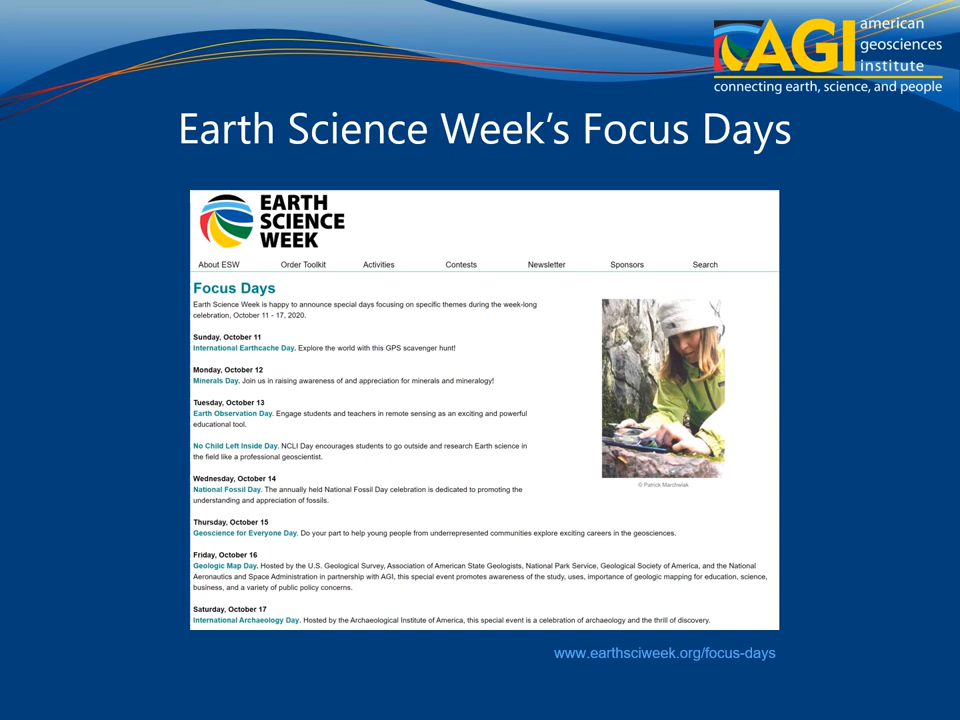 AGI american
geosciences
institute
connecting earth, science, and people
Earth Science Week's Focus Days
EARTH
SCIENCE
WEEK
About ESW Order Toolkit Activities Contests Newsletter Sponsors Search
Focus Days
Earth Science Week is happy to announce special days focusing on specific themes during the week-long
celebration, October 11 - 17, 2020.
Sunday, October 11
International Earthcache Day. Explore the world with this GPS scavenger hunt!
Monday, October 12
Minerals Day. Join us in raising awareness of and appreciation for minerals and mineralogy!
Tuesday, October 13
Earth Observation Day. Engage students and teachers in remote sensing as an exciting and powerful
educational tool.
No Child Left Inside Day. NCLI Day encourages students to go outside and research Earth science in
the field like a professional geoscientist.
© Patrick Marchwiak
Wednesday, October 14
National Fossil Day. The annually held National Fossil Day celebration is dedicated to promoting the
understanding and appreciation of fossils.
Thursday, October 15
Geoscience for Everyone Day. Do your part to help young people from underrepresented communities explore exciting careers in the geosciences.
Friday, October 16
Geologic Map Day. Hosted by the U.S. Geological Survey, Association of American State Geologists, National Park Service, Geological Society of America, and the National
Aeronautics and Space Administration in partnership with AGI, this special event promotes awareness of the study, uses, importance of geologic mapping for education, science,
business, and a variety of public policy concerns.
Saturday, October 17
International Archaeology Day. Hosted by the Archaeological Institute of America, this special event is a celebration of archaeology and the thrill of discovery.
www.earthsciweek.org/focus-days